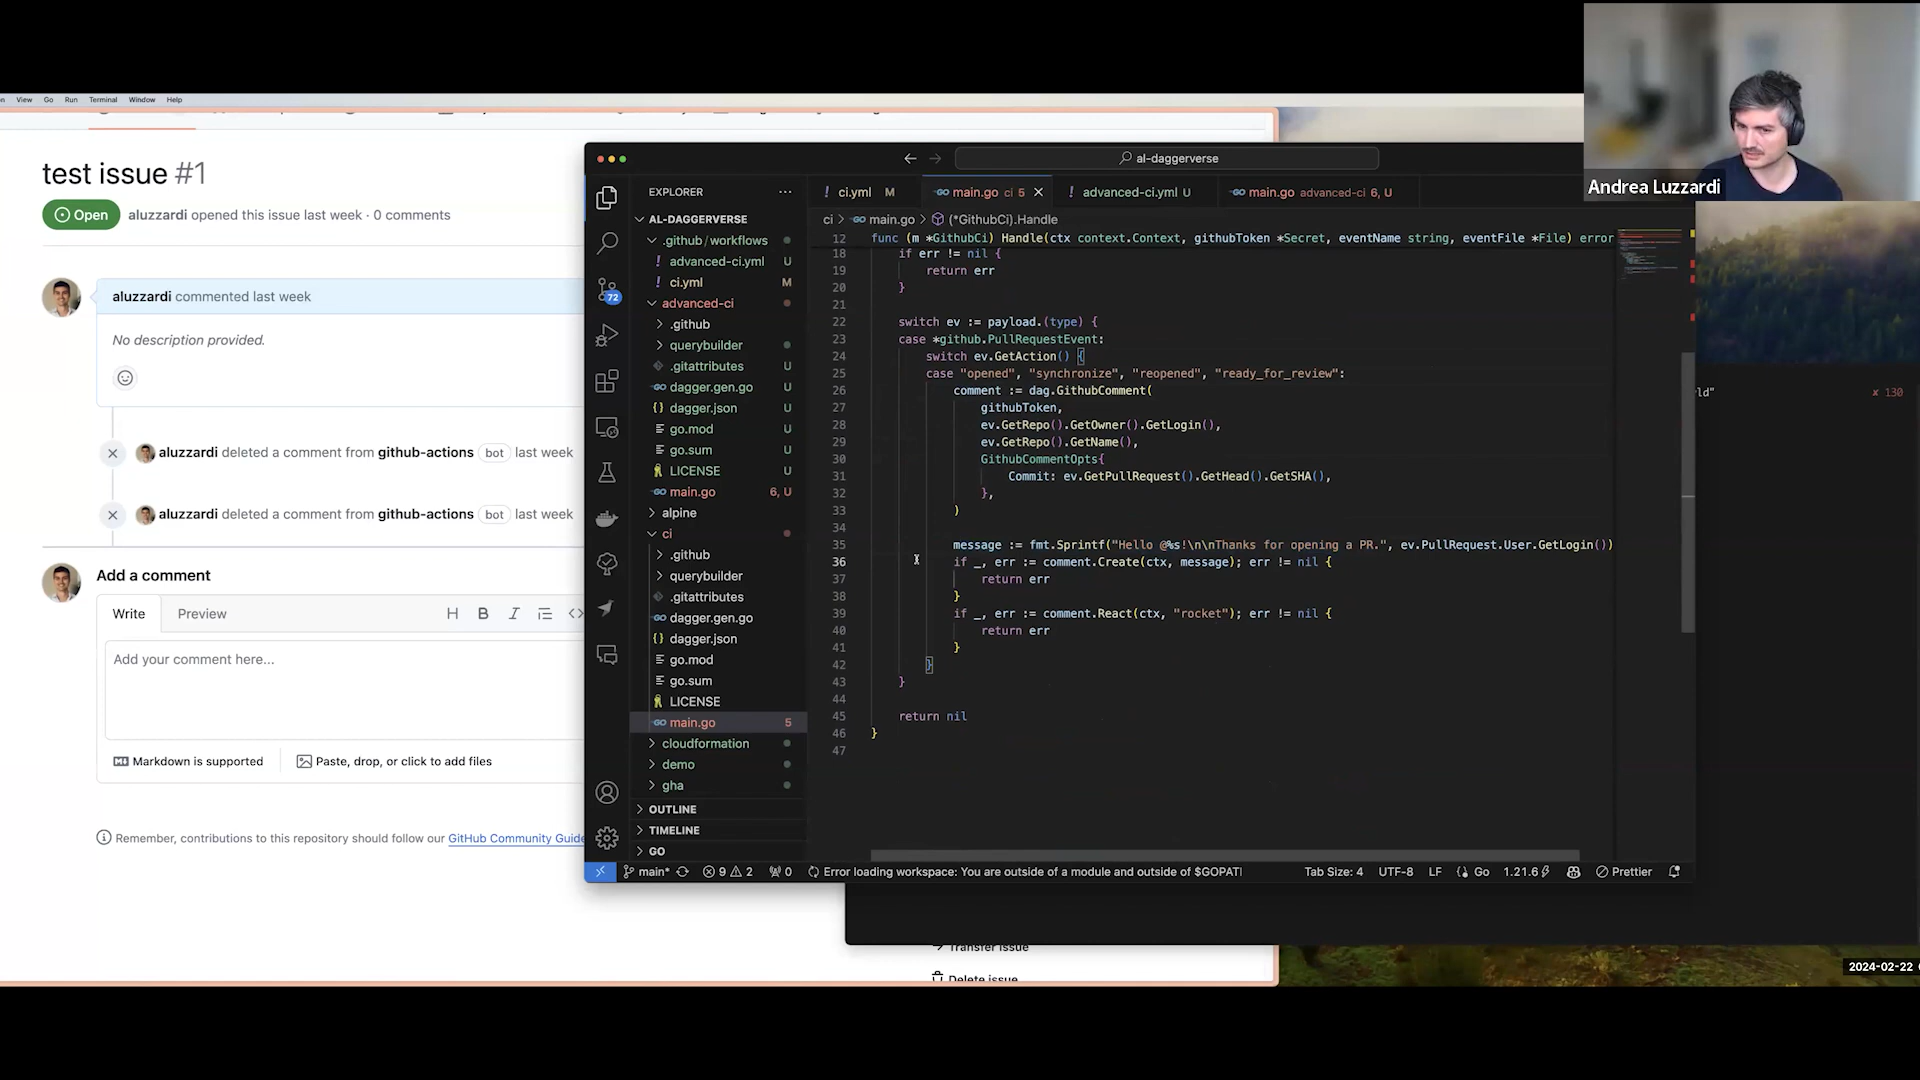 View Go Run Terminal Window Help
test issue #1
Open
aluzzardi opened this issue last week · 0 comments
aluzzardi commented last week
No description provided.
aluzzardi deleted a comment from github-actions bot last week
aluzzardi deleted a comment from github-actions bot last week
Add a comment
Write Preview
Add your comment here...
Markdown is supported
Paste, drop, or click to add files
Remember, contributions to this repository should follow our GitHub Community Guide
Transfer issue
Delete issue
al-daggerverse
EXPLORER
AL-DAGGERVERSE
.github/workflows
advanced-ci.yml U
ci.yml M
advanced-ci
.github
querybuilder
.gitattributes U
dagger.gen.go U
dagger.json U
go.mod U
go.sum U
LICENSE U
main.go 6, U
alpine
ci
.github
querybuilder
.gitattributes
dagger.gen.go
dagger.json
go.mod
go.sum
LICENSE
main.go 5
cloudformation
demo
gha
OUTLINE
TIMELINE
GO
72
ci.yml M
main.go ci 5
advanced-ci.yml U
main.go advanced-ci 6, U
ci > main.go > (*GithubCi).Handle
12 func (m *GithubCi) Handle(ctx context.Context, githubToken *Secret, eventName string, eventFile *File) error
18 if err != nil {
19 return err
20 }
21
22 switch ev := payload.(type) {
23 case *github.PullRequestEvent:
24 switch ev.GetAction() {
25 case "opened", "synchronize", "reopened", "ready_for_review":
26 comment := dag.GithubComment(
27 githubToken,
28 ev.GetRepo().GetOwner().GetLogin(),
29 ev.GetRepo().GetName(),
30 GithubCommentOpts{
31 Commit: ev.GetPullRequest().GetHead().GetSHA(),
32 },
33 )
34
35 message := fmt.Sprintf("Hello @%s!\n\nThanks for opening a PR.", ev.PullRequest.User.GetLogin())
36 if _, err := comment.Create(ctx, message); err != nil {
37 return err
38 }
39 if _, err := comment.React(ctx, "rocket"); err != nil {
40 return err
41 }
42 }
43 }
44
45 return nil
46 }
47
main* 9 2 0 Error loading workspace: You are outside of a module and outside of $GOPATH
Tab Size: 4 UTF-8 LF Go 1.21.6 Prettier
Andrea Luzzardi
ld" x 130
2024-02-22